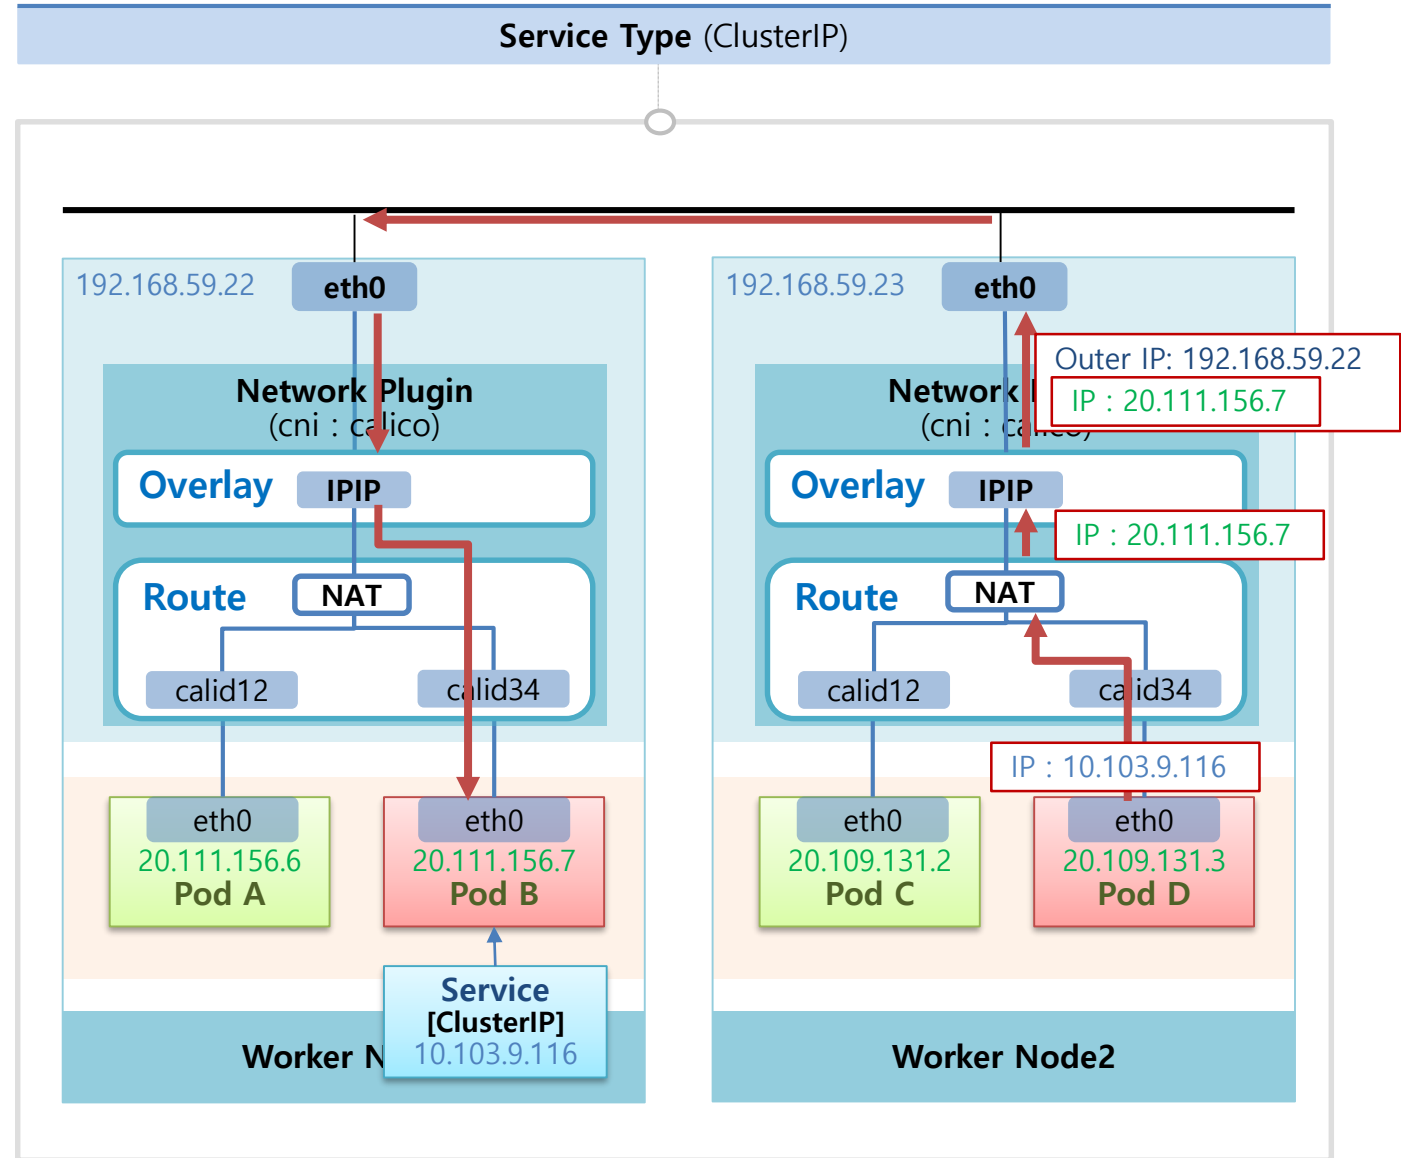 Service Type (ClusterIP)
192.168.59.22
eth0
Network Plugin
(cni : calico)
Overlay
IPIP
Route
NAT
calid12
calid34
eth0
20.111.156.6
Pod A
eth0
20.111.156.7
Pod B
Service
[ClusterIP]
10.103.9.116
Worker
192.168.59.23
eth0
Outer IP: 192.168.59.22
IP : 20.111.156.7
Network
(cni : calico)
Overlay
IPIP
IP : 20.111.156.7
Route
NAT
calid12
calid34
IP : 10.103.9.116
eth0
20.109.131.2
Pod C
eth0
20.109.131.3
Pod D
Worker Node2